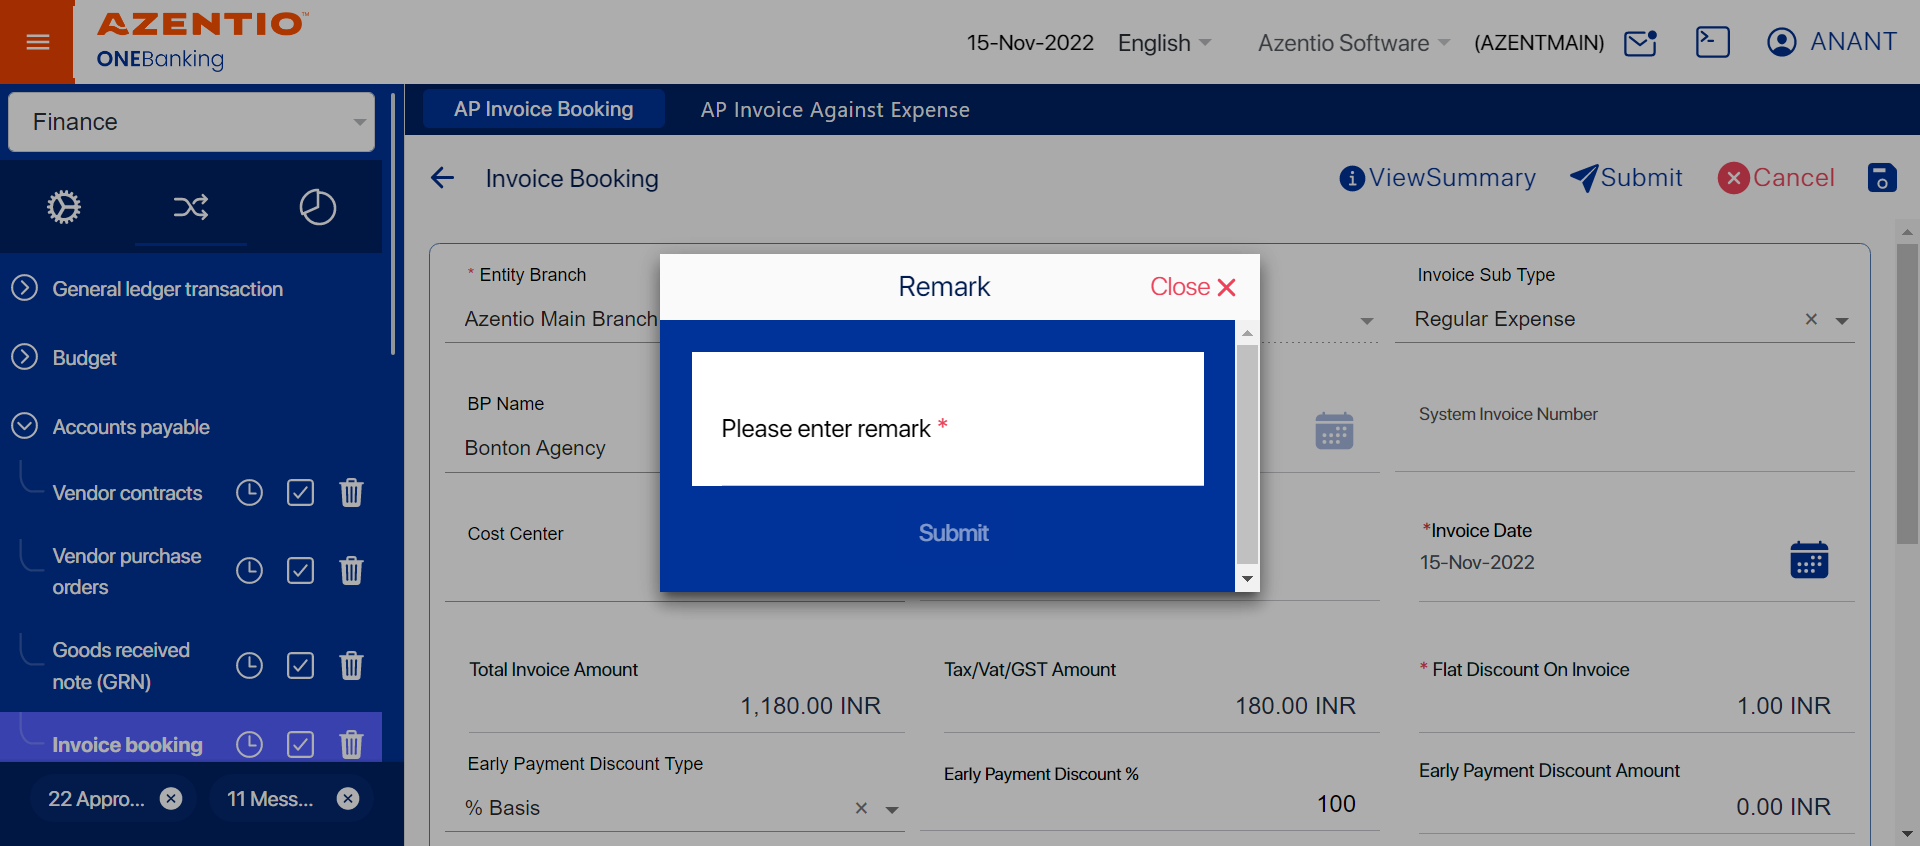 AZENTIO™
ONEBanking
15-Nov-2022 English Azentio Software (AZENTMAIN) ANANT
Finance
AP Invoice Booking AP Invoice Against Expense
Invoice Booking ViewSummary Submit Cancel
General ledger transaction
Budget
Accounts payable
Vendor contracts
Vendor purchase
orders
Goods received
note (GRN)
Invoice booking
22 Appro... 11 Mess...
* Entity Branch
Azentio Main Branch
Invoice Sub Type
Regular Expense
BP Name
Bonton Agency
System Invoice Number
Cost Center
*Invoice Date
15-Nov-2022
Remark Close
Please enter remark *
Submit
Total Invoice Amount
1,180.00 INR
Tax/Vat/GST Amount
180.00 INR
* Flat Discount On Invoice
1.00 INR
Early Payment Discount Type
% Basis
Early Payment Discount %
100
Early Payment Discount Amount
0.00 INR